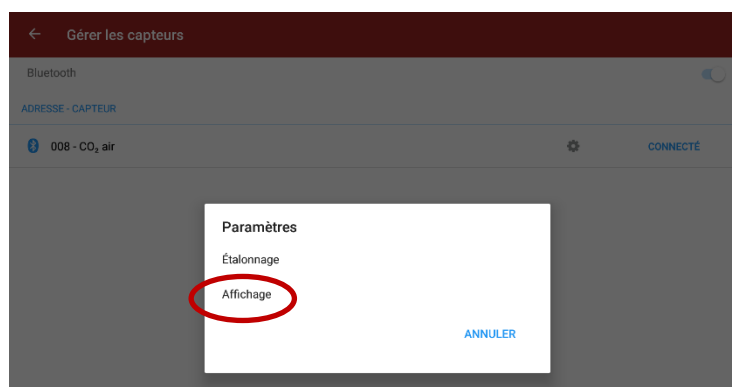 ← Gérer les capteurs
Bluetooth
ADRESSE - CAPTEUR
008 - CO₂ air CONNECTÉ
Paramètres
Étalonnage
Affichage
ANNULER